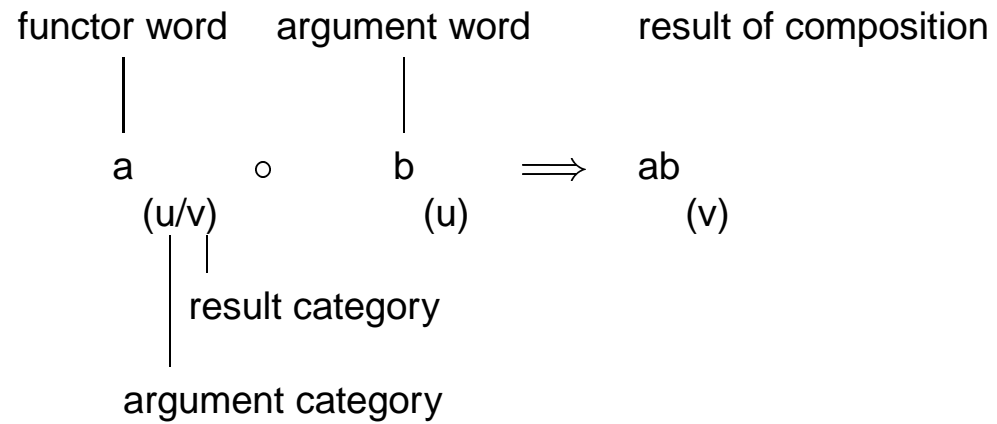 functor word argument word result of composition
a ∘ b ⟹ ab
(u/v) (u) (v)
result category
argument category